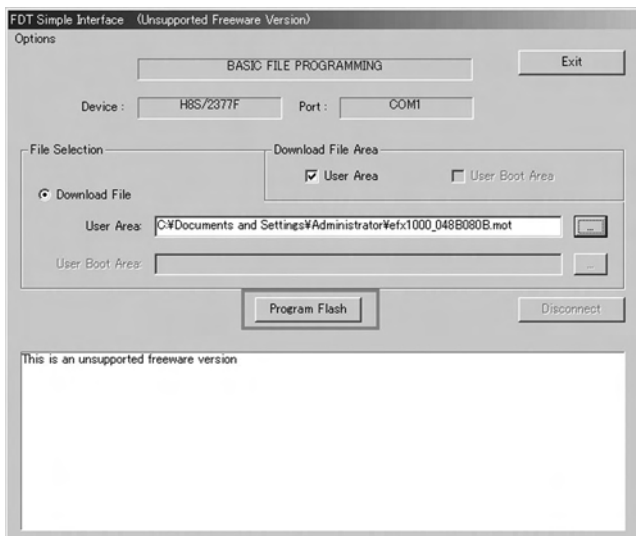 FDT Simple Interface (Unsupported Freeware Version)
Options
BASIC FILE PROGRAMMING
Exit
Device :
H8S/2377F
Port :
COM1
File Selection
Download File Area
User Area
User Boot Area
Download File
User Area:
C:¥Documents and Settings¥Administrator¥efx1000_048B080B.mot
...
User Boot Area:
...
Program Flash
Disconnect
This is an unsupported freeware version